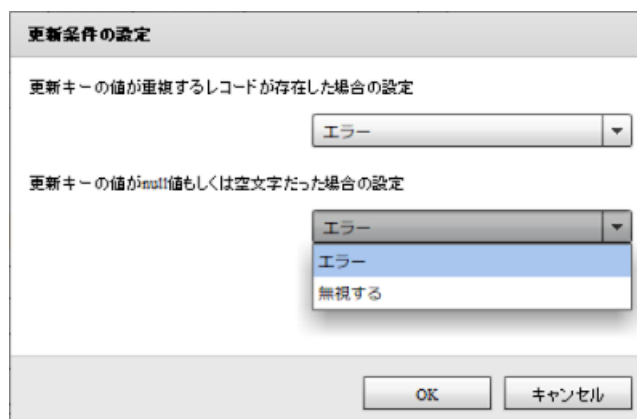 更新条件の設定
更新キーの値が重複するレコードが存在した場合の設定
エラー
更新キーの値がnull値もしくは空文字だった場合の設定
エラー
エラー
無視する
OK
キャンセル